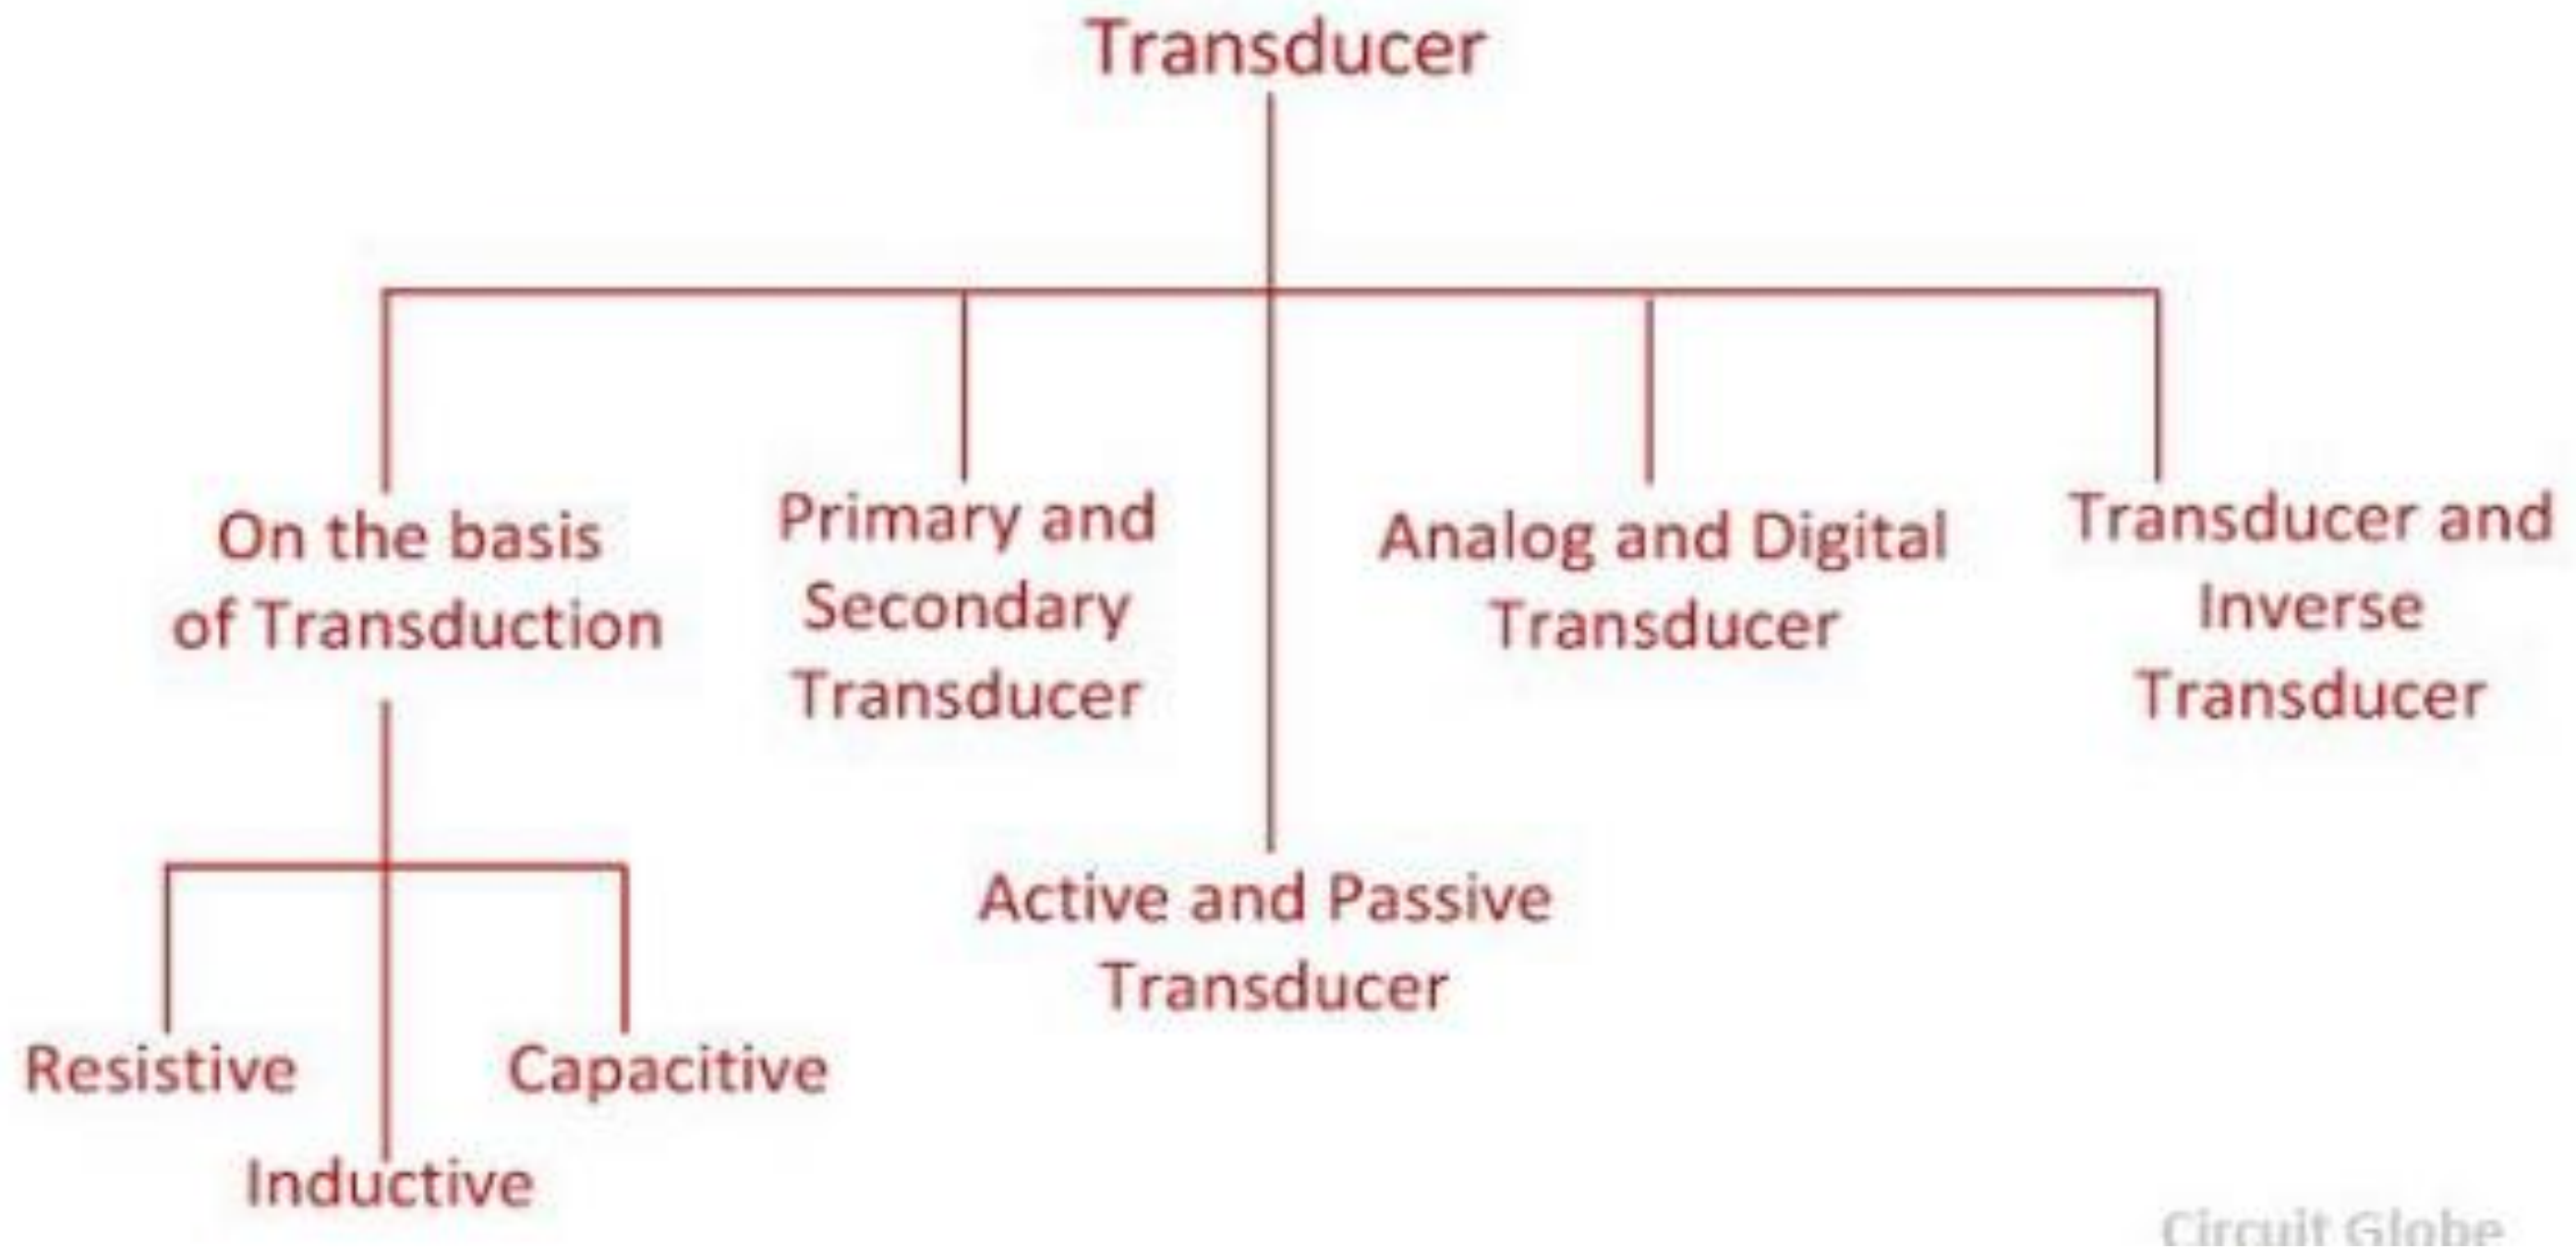 Transducer
On the basis
of Transduction
Primary and
Secondary
Transducer
Analog and Digital
Transducer
Transducer and
Inverse
Transducer
Active and Passive
Transducer
Resistive
Capacitive
Inductive
Circuit Globe